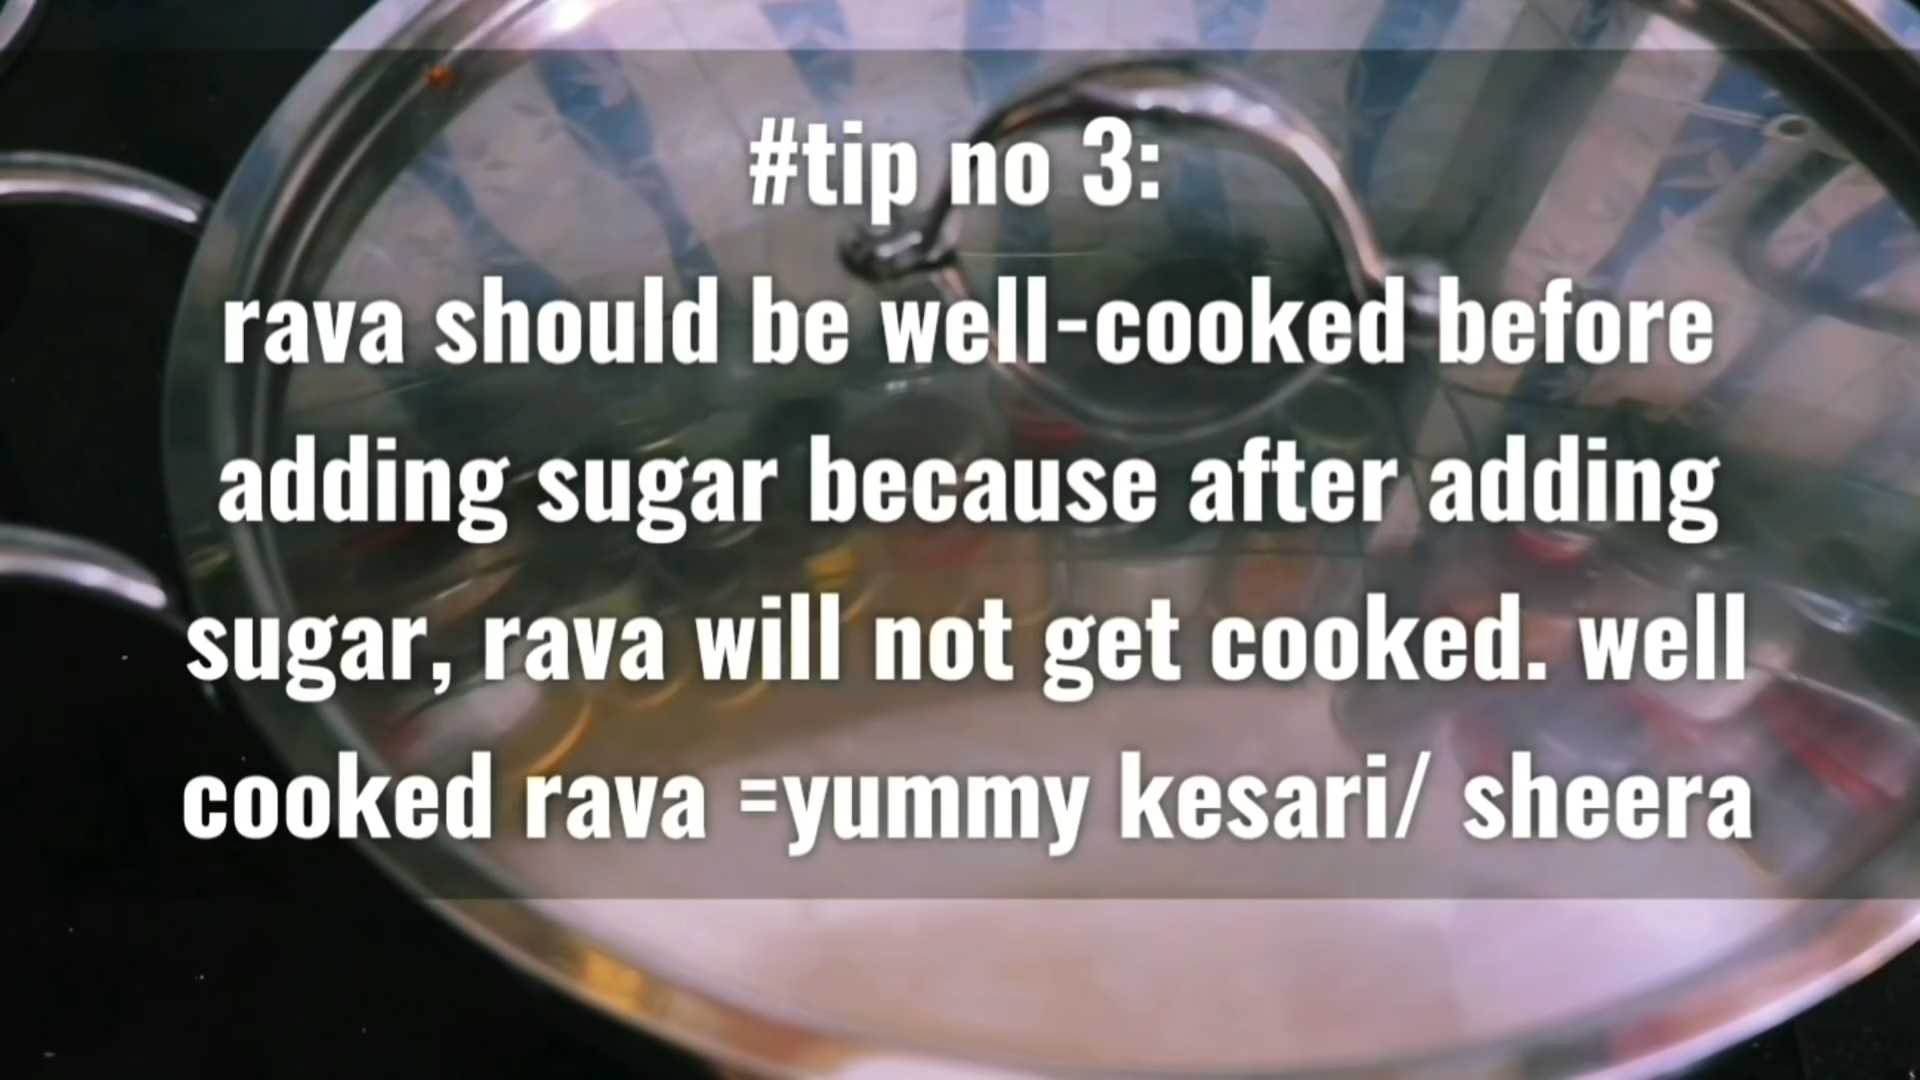 #tip no 3:
rava should be well-cooked before
adding sugar because after adding
sugar, rava will not get cooked. well
cooked rava =yummy kesari/ sheera